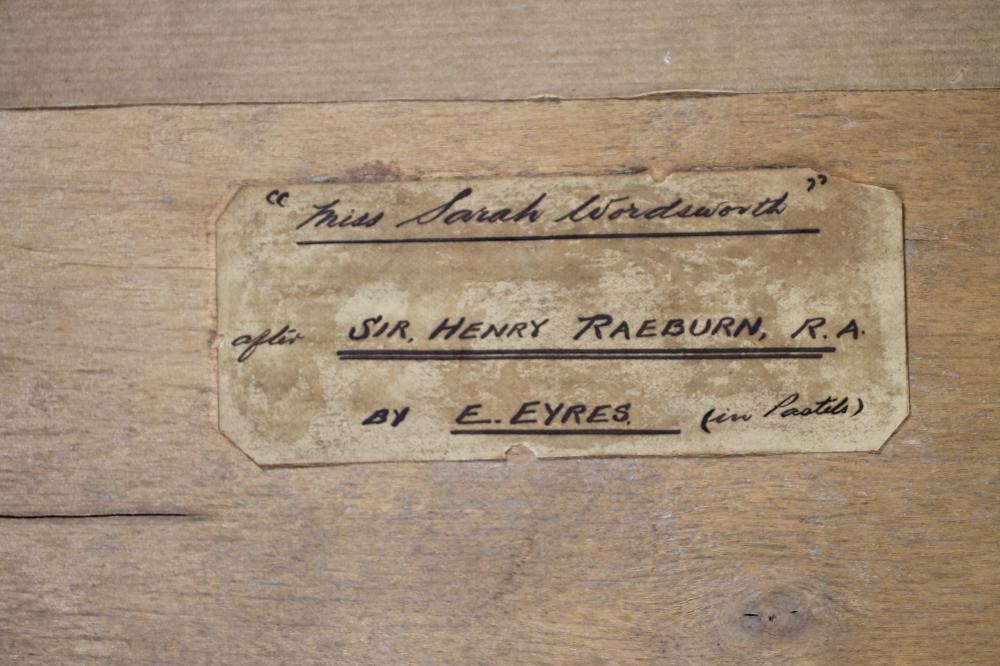 “Miss Sarah Wordsworth”
after SIR, HENRY RAEBURN, R.A.
BY E. EYRES. (in Pastels)